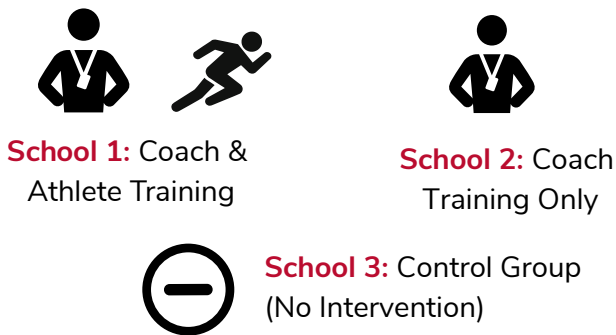 School 1: Coach &
Athlete Training
School 2: Coach
Training Only
School 3: Control Group
(No Intervention)